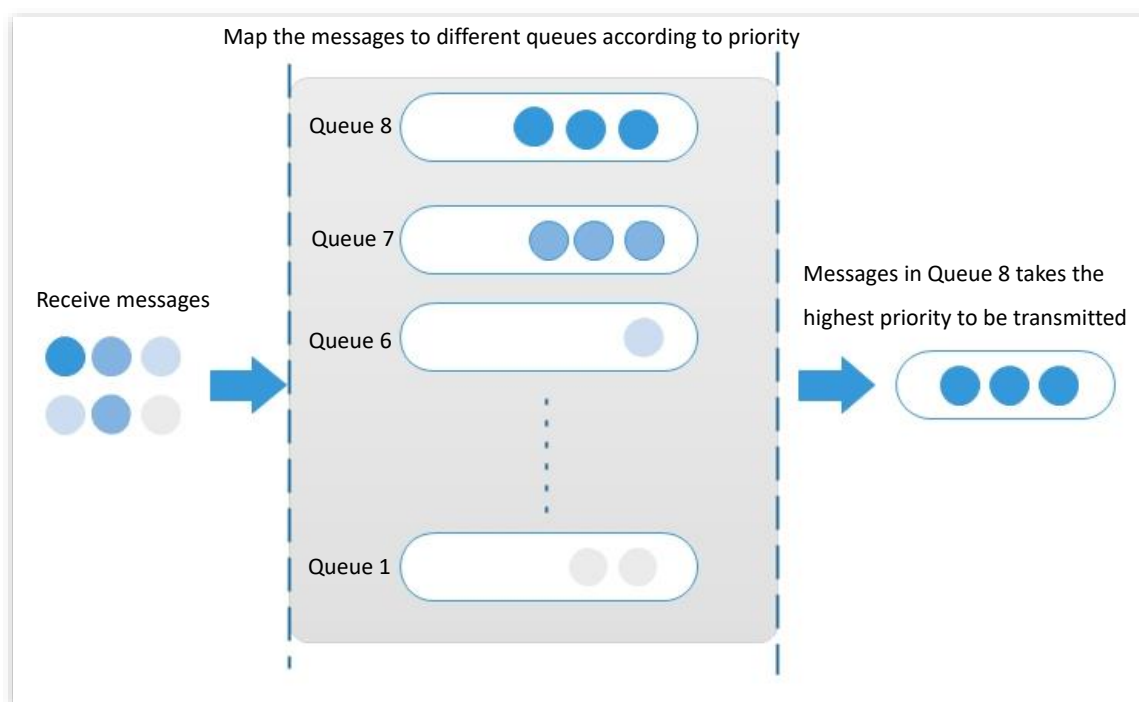 Map the messages to different queues according to priority
Queue 8
Queue 7
Receive messages
Queue 6
Messages in Queue 8 takes the
highest priority to be transmitted
Queue 1